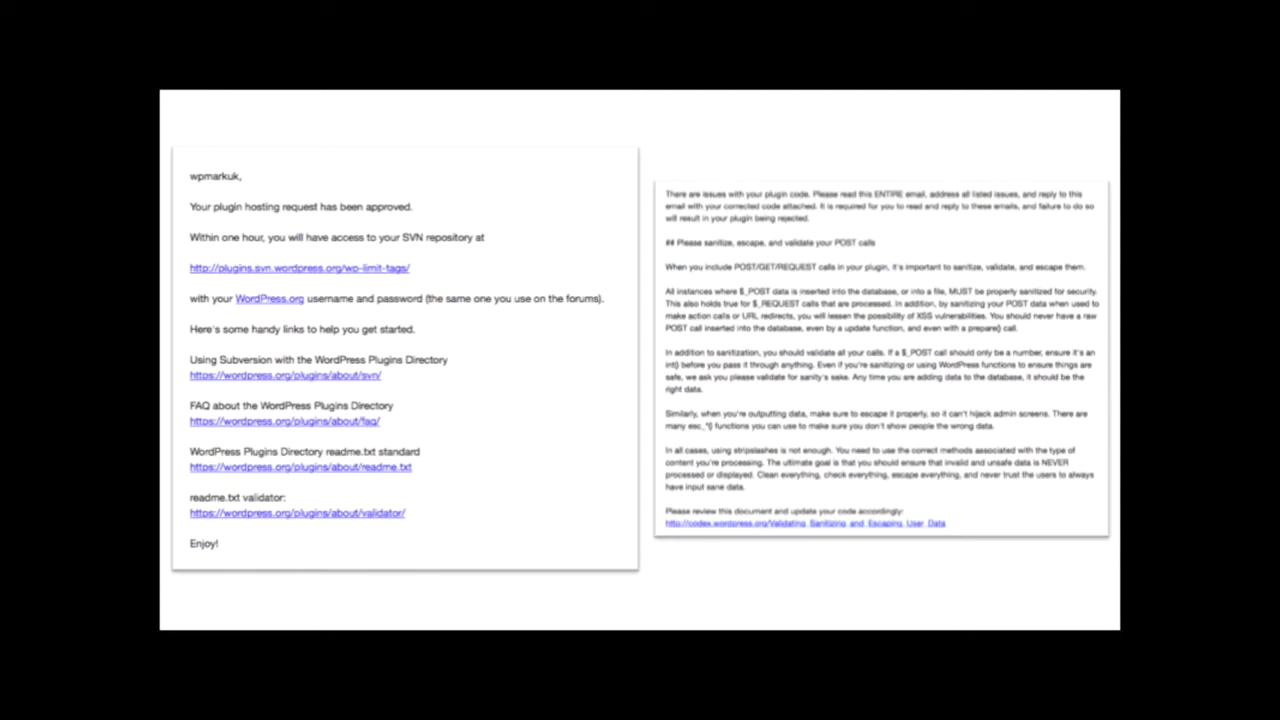 wpmarkuk,
Your plugin hosting request has been approved.
Within one hour, you will have access to your SVN repository at
http://plugins.svn.wordpress.org/wp-limit-tags/
with your WordPress.org username and password (the same one you use on the forums).
Here's some handy links to help you get started.
Using Subversion with the WordPress Plugins Directory
https://wordpress.org/plugins/about/svn/
FAQ about the WordPress Plugins Directory
https://wordpress.org/plugins/about/faq/
WordPress Plugins Directory readme.txt standard
https://wordpress.org/plugins/about/readme.txt
readme.txt validator:
https://wordpress.org/plugins/about/validator/
Enjoy!
There are issues with your plugin code. Please read this ENTIRE email, address all listed issues, and reply to this
email with your corrected code attached. It is required for you to read and reply to these emails, and failure to do so
will result in your plugin being rejected.
## Please sanitize, escape, and validate your POST calls
When you include POST/GET/REQUEST calls in your plugin, it's important to sanitize, validate, and escape them.
All instances where $_POST data is inserted into the database, or into a file, MUST be properly sanitized for security.
This also holds true for $_REQUEST calls that are processed. In addition, by sanitizing your POST data when used to
make action calls or URL redirects, you will lessen the possibility of XSS vulnerabilities. You should never have a raw
POST call inserted into the database, even by a update function, and even with a prepare() call.
In addition to sanitization, you should validate all your calls. If a $_POST call should only be a number, ensure it's an
int() before you pass it through anything. Even if you're sanitizing or using WordPress functions to ensure things are
safe, we ask you please validate for sanity's sake. Any time you are adding data to the database, it should be the
right data.
Similarly, when you're outputting data, make sure to escape it properly, so it can't hijack admin screens. There are
many esc_*() functions you can use to make sure you don't show people the wrong data.
In all cases, using stripslashes is not enough. You need to use the correct methods associated with the type of
content you're processing. The ultimate goal is that you should ensure that invalid and unsafe data is NEVER
processed or displayed. Clean everything, check everything, escape everything, and never trust the users to always
have input sane data.
Please review this document and update your code accordingly:
http://codex.wordpress.org/Validating_Sanitizing_and_Escaping_User_Data